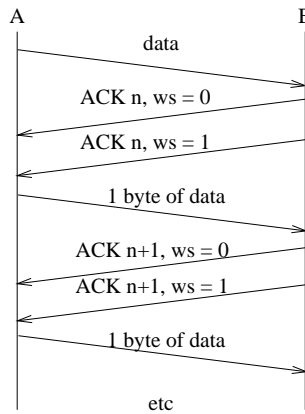 A B
data
ACK n, ws = 0
ACK n, ws = 1
1 byte of data
ACK n+1, ws = 0
ACK n+1, ws = 1
1 byte of data
etc